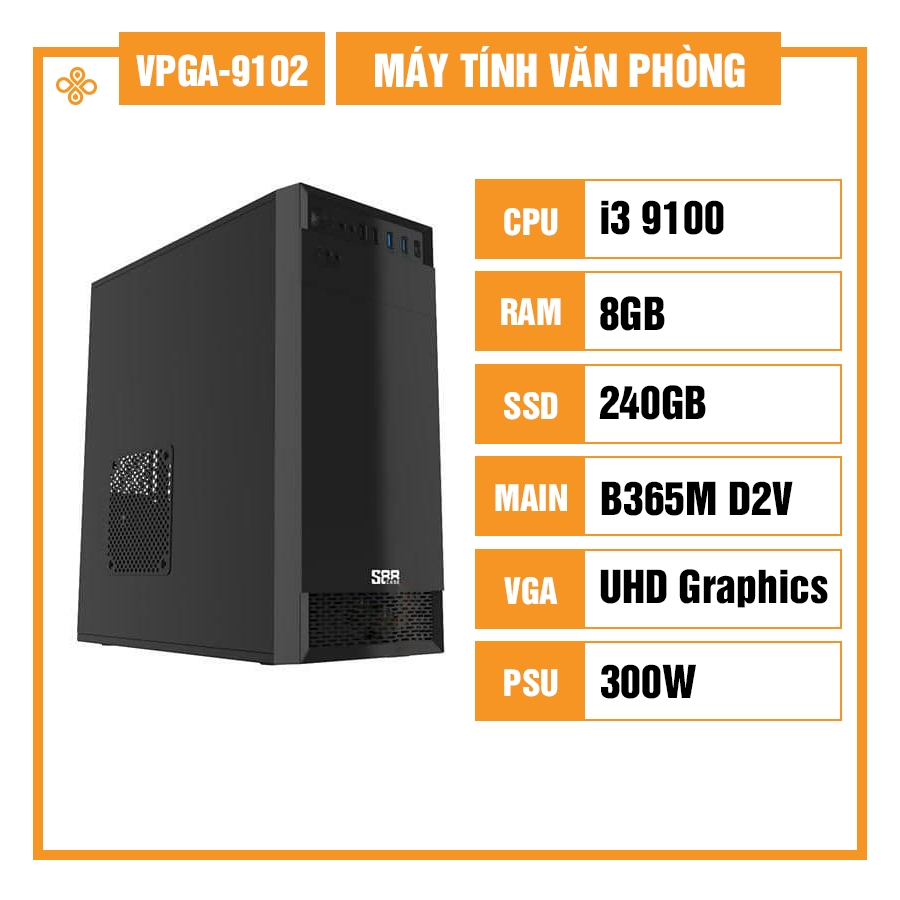 VPGA-9102
MÁY TÍNH VĂN PHÒNG
CPU i3 9100
RAM 8GB
SSD 240GB
MAIN B365M D2V
VGA UHD Graphics
PSU 300W